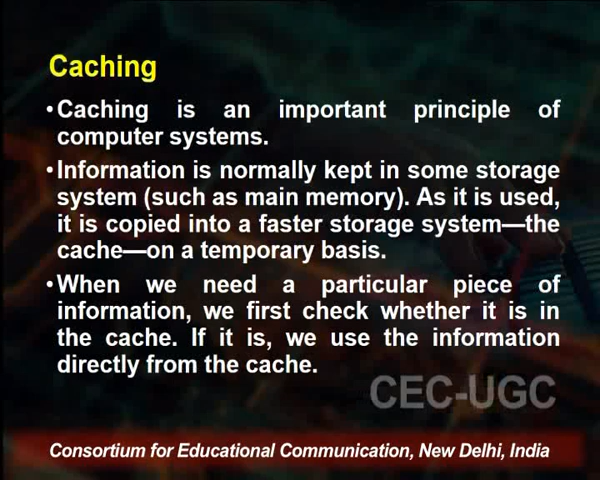 Caching
•Caching is an important principle of
computer systems.
•Information is normally kept in some storage
system (such as main memory). As it is used,
it is copied into a faster storage system—the
cache—on a temporary basis.
•When we need a particular piece of
information, we first check whether it is in
the cache. If it is, we use the information
directly from the cache.
CEC-UGC
Consortium for Educational Communication, New Delhi, India